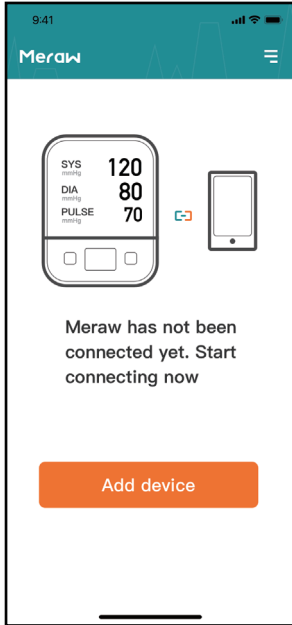 9:41
Meraw
SYS 120
mmHg
DIA 80
mmHg
PULSE 70
mmHg
Meraw has not been
connected yet. Start
connecting now
Add device